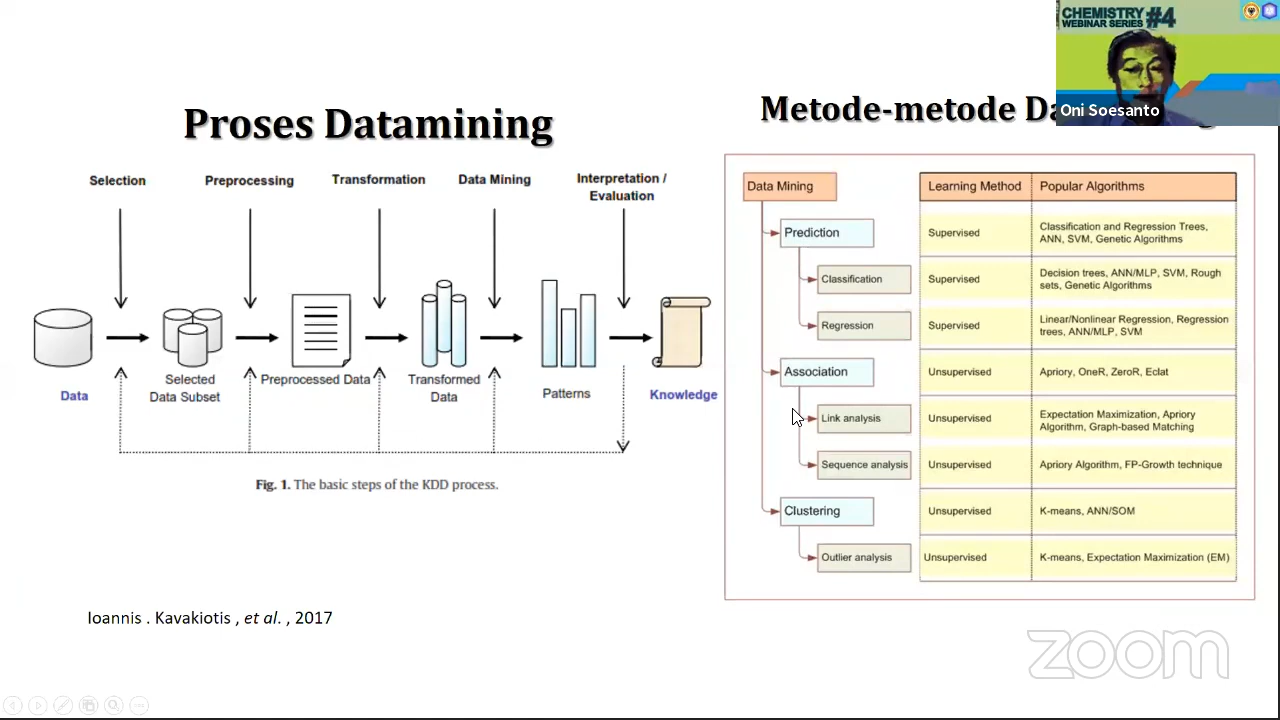 CHEMISTRY #4
WEBINAR SERIES
Oni Soesanto
Proses Datamining
Selection
Preprocessing
Transformation
Data Mining
Interpretation /
Evaluation
Data
Selected
Data Subset
Preprocessed Data
Transformed
Data
Patterns
Knowledge
Fig. 1. The basic steps of the KDD process.
Ioannis . Kavakiotis , et al. , 2017
Metode-metode
Data Mining
Learning Method
Popular Algorithms
Prediction
Supervised
Classification and Regression Trees,
ANN, SVM, Genetic Algorithms
Classification
Supervised
Decision trees, ANN/MLP, SVM, Rough
sets, Genetic Algorithms
Regression
Supervised
Linear/Nonlinear Regression, Regression
trees, ANN/MLP, SVM
Association
Unsupervised
Apriory, OneR, ZeroR, Eclat
Link analysis
Unsupervised
Expectation Maximization, Apriory
Algorithm, Graph-based Matching
Sequence analysis
Unsupervised
Apriory Algorithm, FP-Growth technique
Clustering
Unsupervised
K-means, ANN/SOM
Outlier analysis
Unsupervised
K-means, Expectation Maximization (EM)
zoom